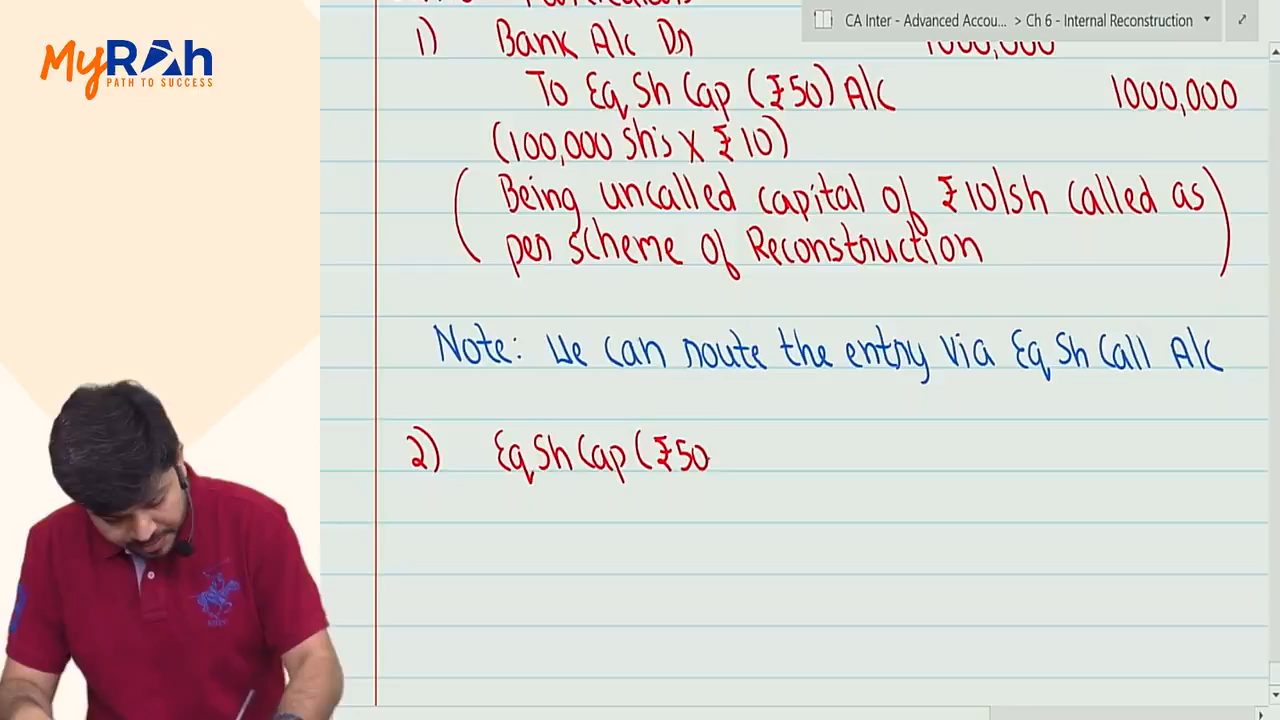 MyRAh
PATH TO SUCCESS
CA Inter - Advanced Accou... > Ch 6 - Internal Reconstruction
1) Bank A/c Dr 1000,000
To Eq Sh Cap (₹50) A/c 1000,000
(100,000 sh's X ₹10)
(Being uncalled capital of ₹10/sh called as
per scheme of Reconstruction)
Note: We can route the entry via Eq Sh Call A/c
2) Eq Sh Cap (₹50